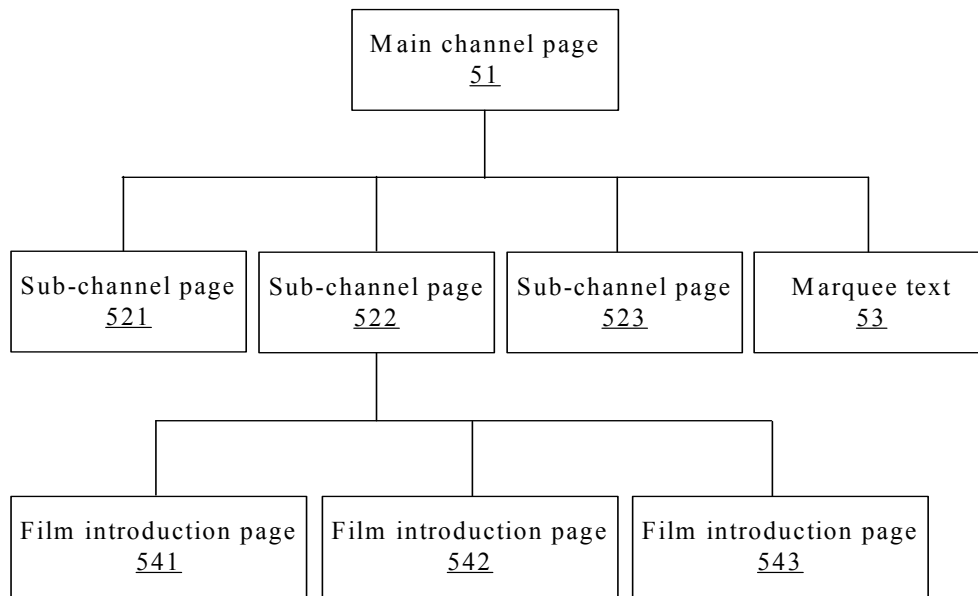 Main channel page
51
Sub-channel page
521
Sub-channel page
522
Sub-channel page
523
Marquee text
53
Film introduction page
541
Film introduction page
542
Film introduction page
543